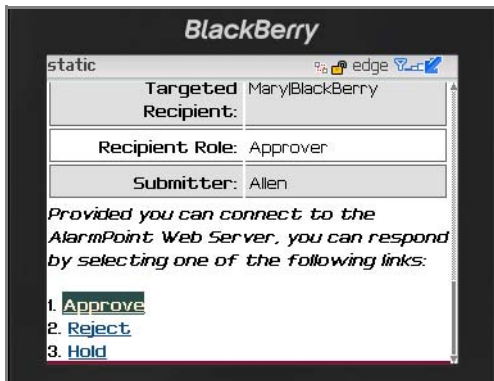 BlackBerry
static edge
Targeted Mary|BlackBerry
Recipient:
Recipient Role: Approver
Submitter: Allen
Provided you can connect to the
AlarmPoint Web Server, you can respond
by selecting one of the following links:
1. Approve
2. Reject
3. Hold